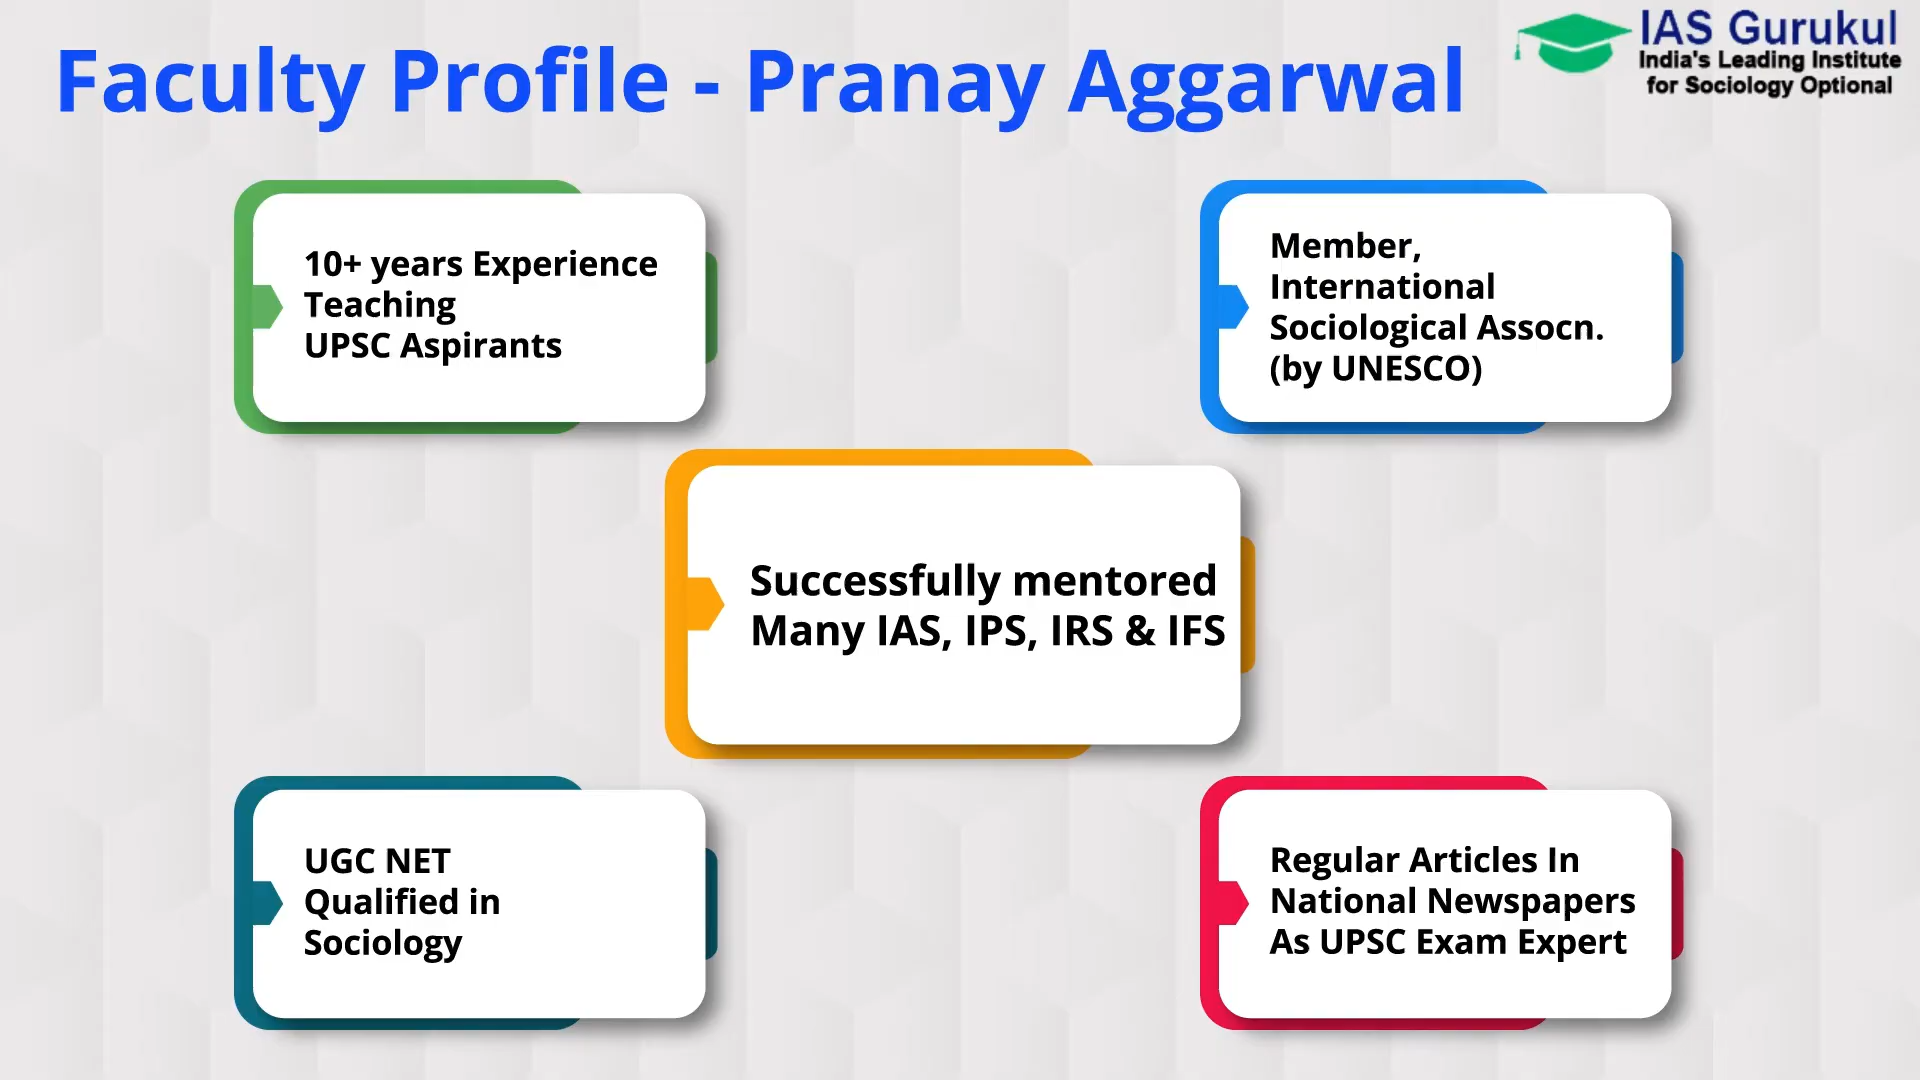 Faculty Profile - Pranay Aggarwal
IAS Gurukul
India's Leading Institute
for Sociology Optional
10+ years Experience
Teaching
UPSC Aspirants
Member,
International
Sociological Assocn.
(by UNESCO)
Successfully mentored
Many IAS, IPS, IRS & IFS
UGC NET
Qualified in
Sociology
Regular Articles In
National Newspapers
As UPSC Exam Expert